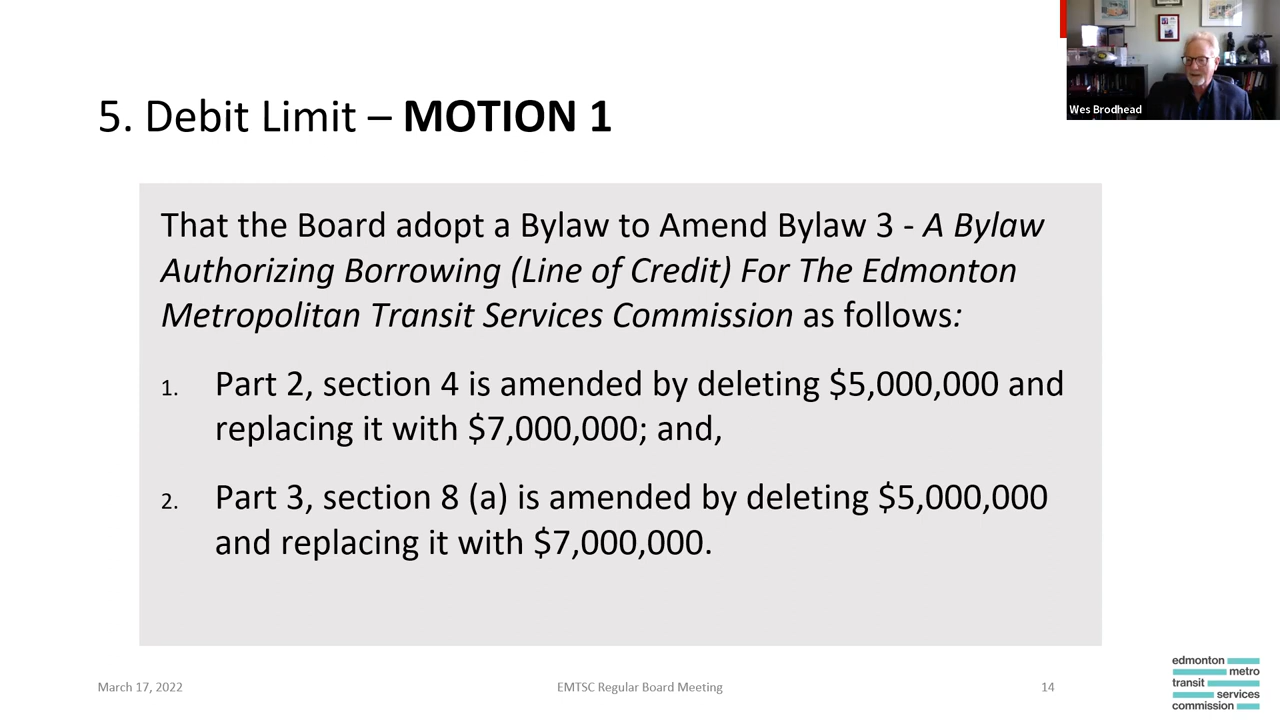 Wes Brodhead
5. Debit Limit – MOTION 1
That the Board adopt a Bylaw to Amend Bylaw 3 - A Bylaw
Authorizing Borrowing (Line of Credit) For The Edmonton
Metropolitan Transit Services Commission as follows:
1. Part 2, section 4 is amended by deleting $5,000,000 and
replacing it with $7,000,000; and,
2. Part 3, section 8 (a) is amended by deleting $5,000,000
and replacing it with $7,000,000.
March 17, 2022
EMTSC Regular Board Meeting
14
edmonton
metro
transit
services
commission